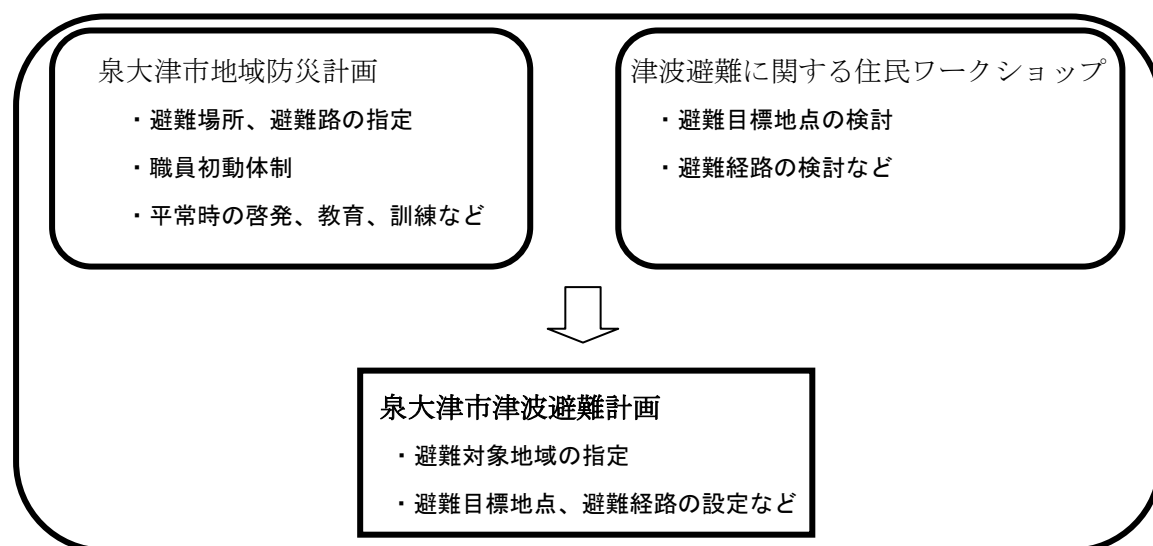 泉大津市地域防災計画
・避難場所、避難路の指定
・職員初動体制
・平常時の啓発、教育、訓練など
津波避難に関する住民ワークショップ
・避難目標地点の検討
・避難経路の検討など
泉大津市津波避難計画
・避難対象地域の指定
・避難目標地点、避難経路の設定など